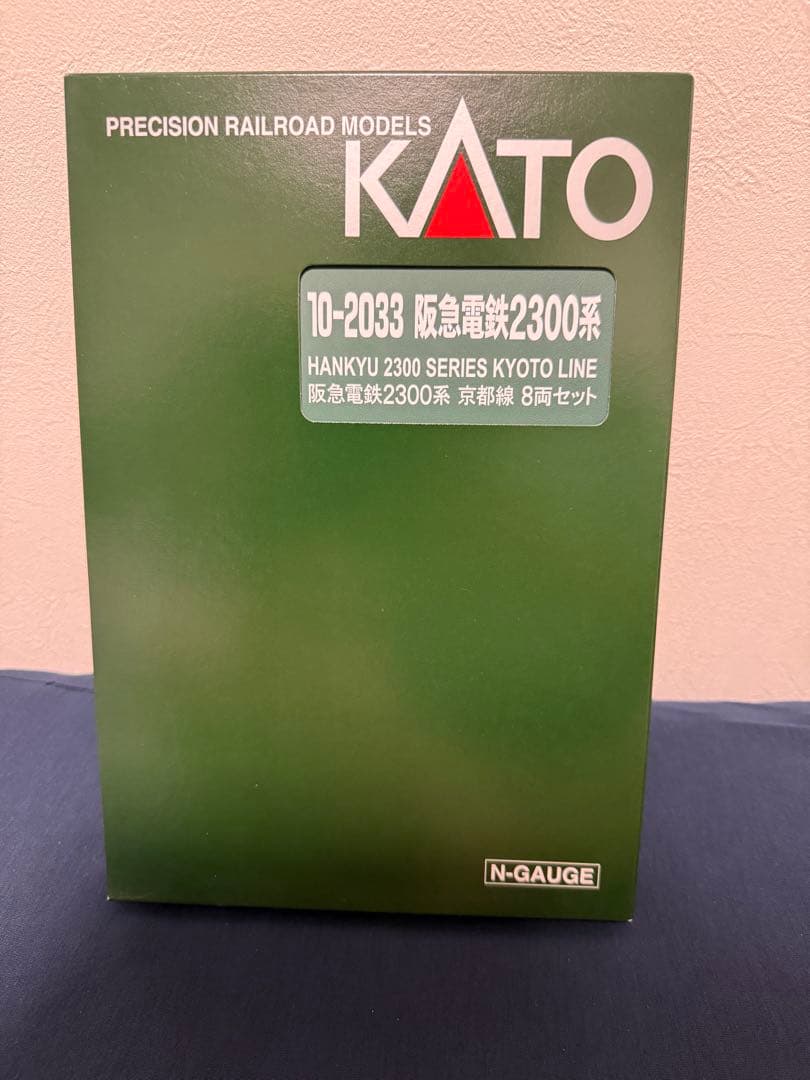 PRECISION RAILROAD MODELS
KATO
10-2033 阪急電鉄2300系
HANKYU 2300 SERIES KYOTO LINE
阪急電鉄2300系 京都線 8両セット
N-GAUGE